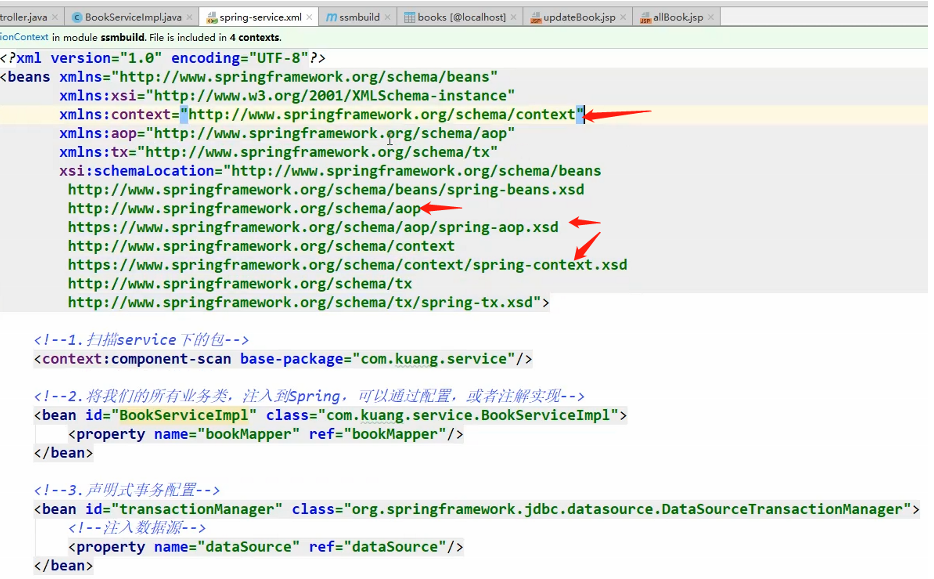 troller.java × BookServiceImpl.java × spring-service.xml × ssmbuild × books [@localhost] × updateBook.jsp × allBook.jsp ×
ionContext in module ssmbuild. File is included in 4 contexts.
<?xml version="1.0" encoding="UTF-8"?>
<beans xmlns="http://www.springframework.org/schema/beans"
xmlns:xsi="http://www.w3.org/2001/XMLSchema-instance"
xmlns:context="http://www.springframework.org/schema/context"
xmlns:aop="http://www.springframework.org/schema/aop"
xmlns:tx="http://www.springframework.org/schema/tx"
xsi:schemaLocation="http://www.springframework.org/schema/beans
http://www.springframework.org/schema/beans/spring-beans.xsd
http://www.springframework.org/schema/aop
https://www.springframework.org/schema/aop/spring-aop.xsd
http://www.springframework.org/schema/context
https://www.springframework.org/schema/context/spring-context.xsd
http://www.springframework.org/schema/tx
http://www.springframework.org/schema/tx/spring-tx.xsd">
<!--1.扫描service下的包-->
<context:component-scan base-package="com.kuang.service"/>
<!--2.将我们的所有业务类，注入到Spring，可以通过配置，或者注解实现-->
<bean id="BookServiceImpl" class="com.kuang.service.BookServiceImpl">
<property name="bookMapper" ref="bookMapper"/>
</bean>
<!--3.声明式事务配置-->
<bean id="transactionManager" class="org.springframework.jdbc.datasource.DataSourceTransactionManager">
<!--注入数据源-->
<property name="dataSource" ref="dataSource"/>
</bean>